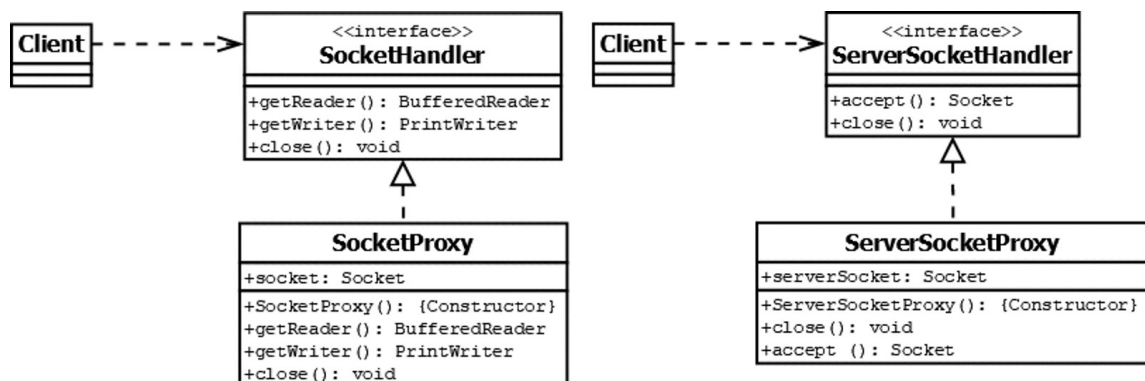 Client
<<interface>>
SocketHandler
+getReader(): BufferedReader
+getWriter(): PrintWriter
+close(): void
SocketProxy
+socket: Socket
+SocketProxy(): {Constructor}
+getReader(): BufferedReader
+getWriter(): PrintWriter
+close(): void
Client
<<interface>>
ServerSocketHandler
+accept(): Socket
+close(): void
ServerSocketProxy
+serverSocket: Socket
+ServerSocketProxy(): {Constructor}
+close(): void
+accept (): Socket